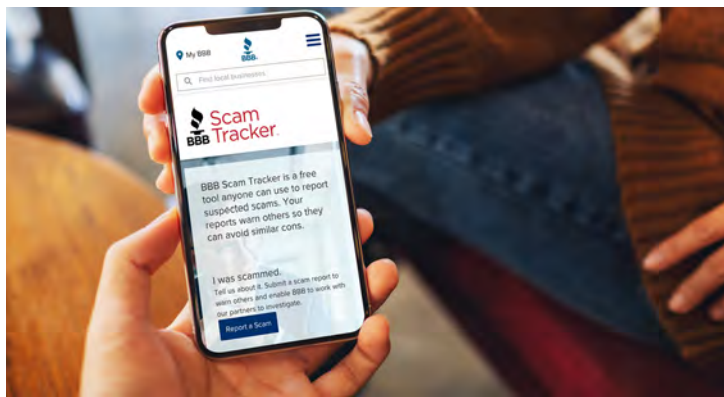 My BBB
BBB
Find local businesses
BBB Scam
Tracker
BBB Scam Tracker is a free
tool anyone can use to report
suspected scams. Your
reports warn others so they
can avoid similar cons.
I was scammed.
Tell us about it. Submit a scam report to
warn others and enable BBB to work with
our partners to investigate.
Report a Scam